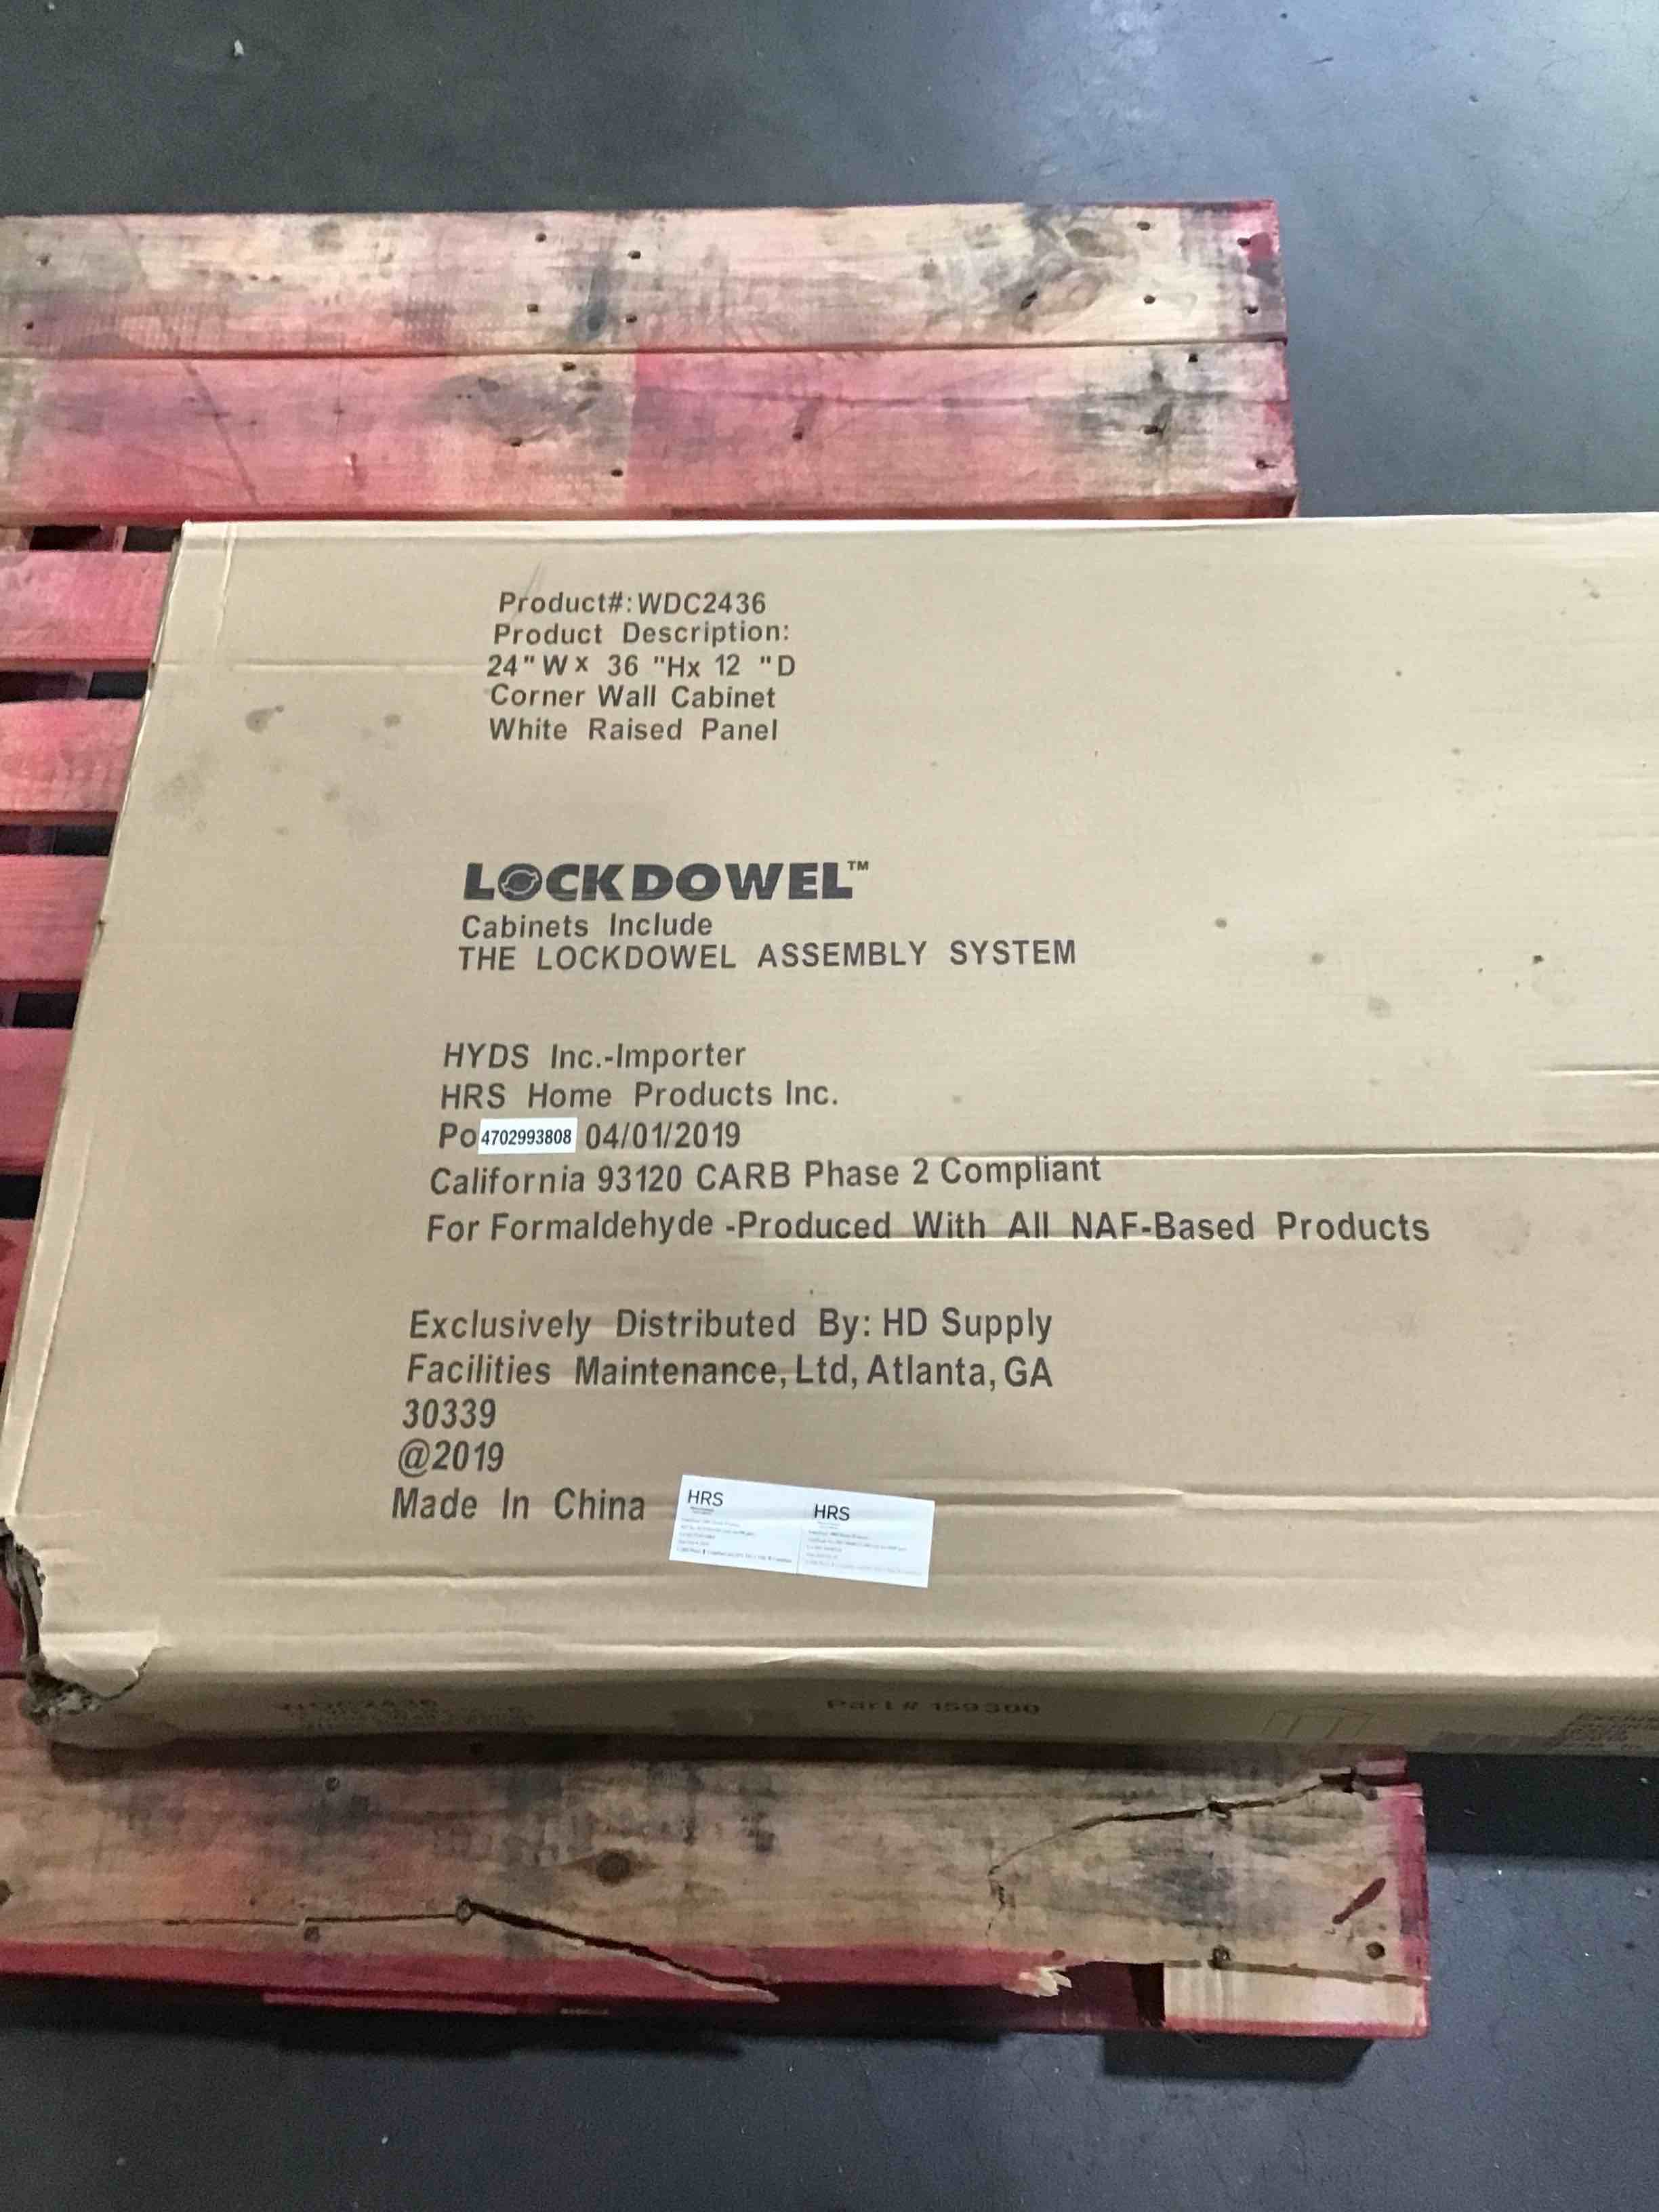 Product#: WDC2436
Product Description:
24"W x 36 "Hx 12 "D
Corner Wall Cabinet
White Raised Panel
LOCKDOWEL™
Cabinets Include
THE LOCKDOWEL ASSEMBLY SYSTEM
HYDS Inc.-Importer
HRS Home Products Inc.
Po 4702993808 04/01/2019
California 93120 CARB Phase 2 Compliant
For Formaldehyde -Produced With All NAF-Based Products
Exclusively Distributed By: HD Supply
Facilities Maintenance, Ltd, Atlanta, GA
30339
@2019
Made In China
HRS
HRS
WDC2436
Part # 159300